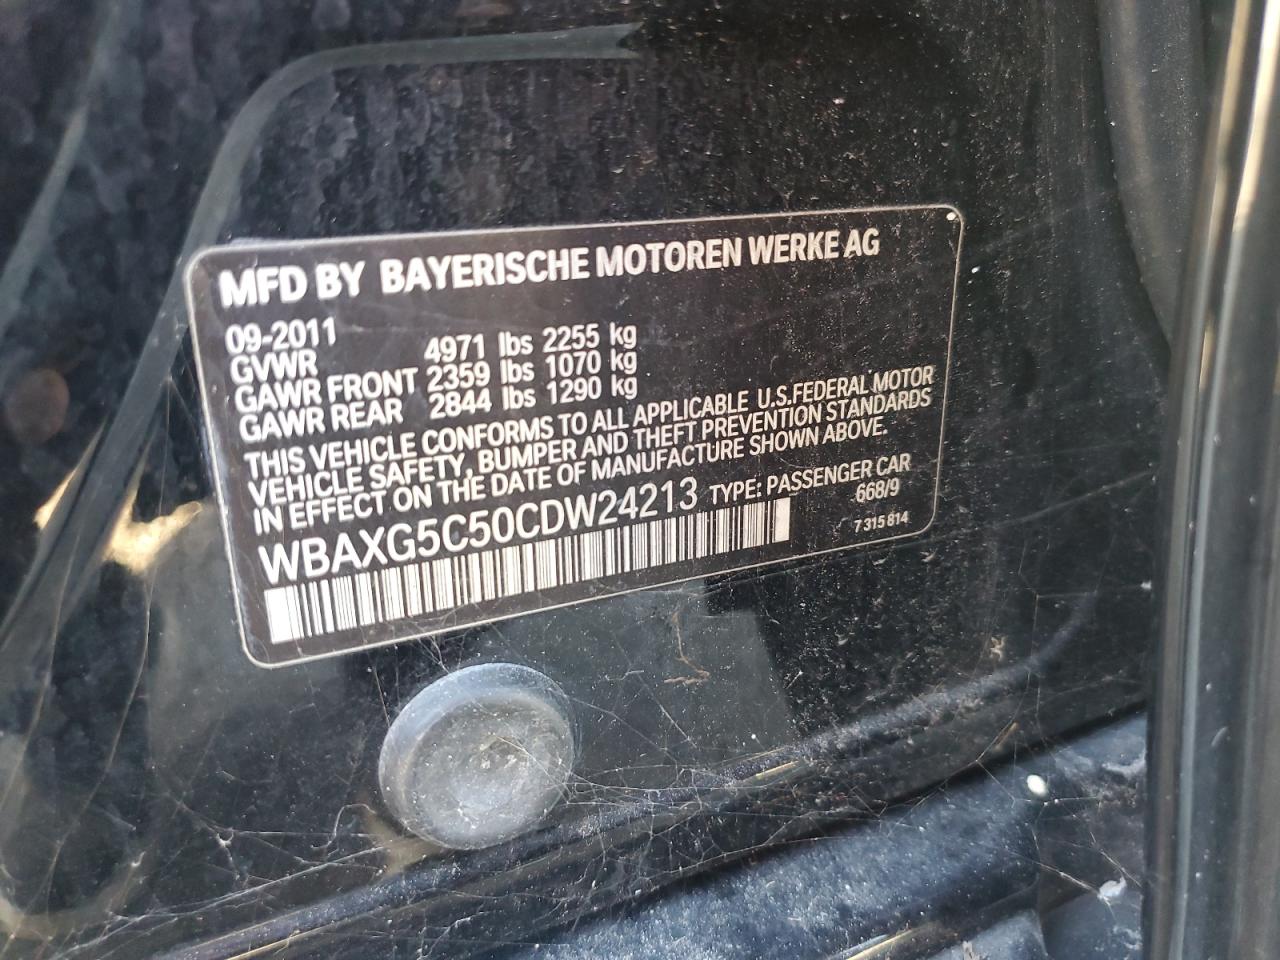 MFD BY BAYERISCHE MOTOREN WERKE AG
09-2011
GVWR 4971 lbs 2255 kg
GAWR FRONT 2359 lbs 1070 kg
GAWR REAR 2844 lbs 1290 kg
THIS VEHICLE CONFORMS TO ALL APPLICABLE U.S.FEDERAL MOTOR
VEHICLE SAFETY, BUMPER AND THEFT PREVENTION STANDARDS
IN EFFECT ON THE DATE OF MANUFACTURE SHOWN ABOVE.
WBAXG5C50CDW24213 TYPE: PASSENGER CAR
668/9
7 315 814